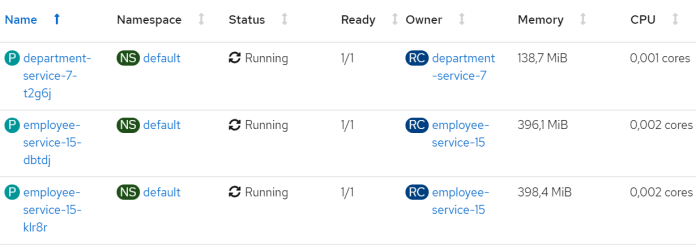 Name Namespace Status Ready Owner Memory CPU
P department- NS default Running 1/1 RC department 138,7 MiB 0,001 cores
service-7- -service-7
t2g6j
P employee- NS default Running 1/1 RC employee- 396,1 MiB 0,002 cores
service-15- service-15
dbtdj
P employee- NS default Running 1/1 RC employee- 398,4 MiB 0,002 cores
service-15- service-15
klr8r